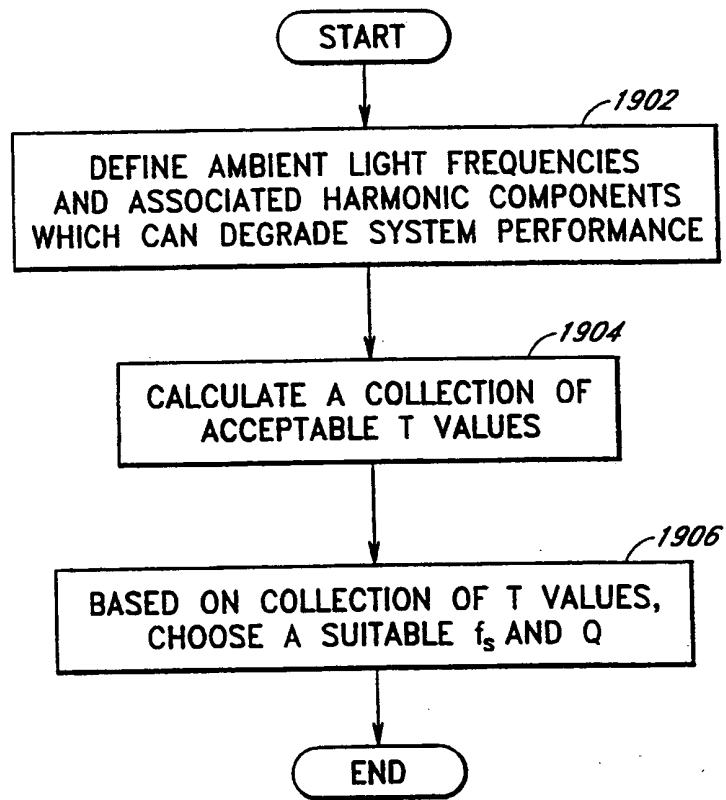 START
1902
DEFINE AMBIENT LIGHT FREQUENCIES
AND ASSOCIATED HARMONIC COMPONENTS
WHICH CAN DEGRADE SYSTEM PERFORMANCE
1904
CALCULATE A COLLECTION OF
ACCEPTABLE T VALUES
1906
BASED ON COLLECTION OF T VALUES,
CHOOSE A SUITABLE fs AND Q
END